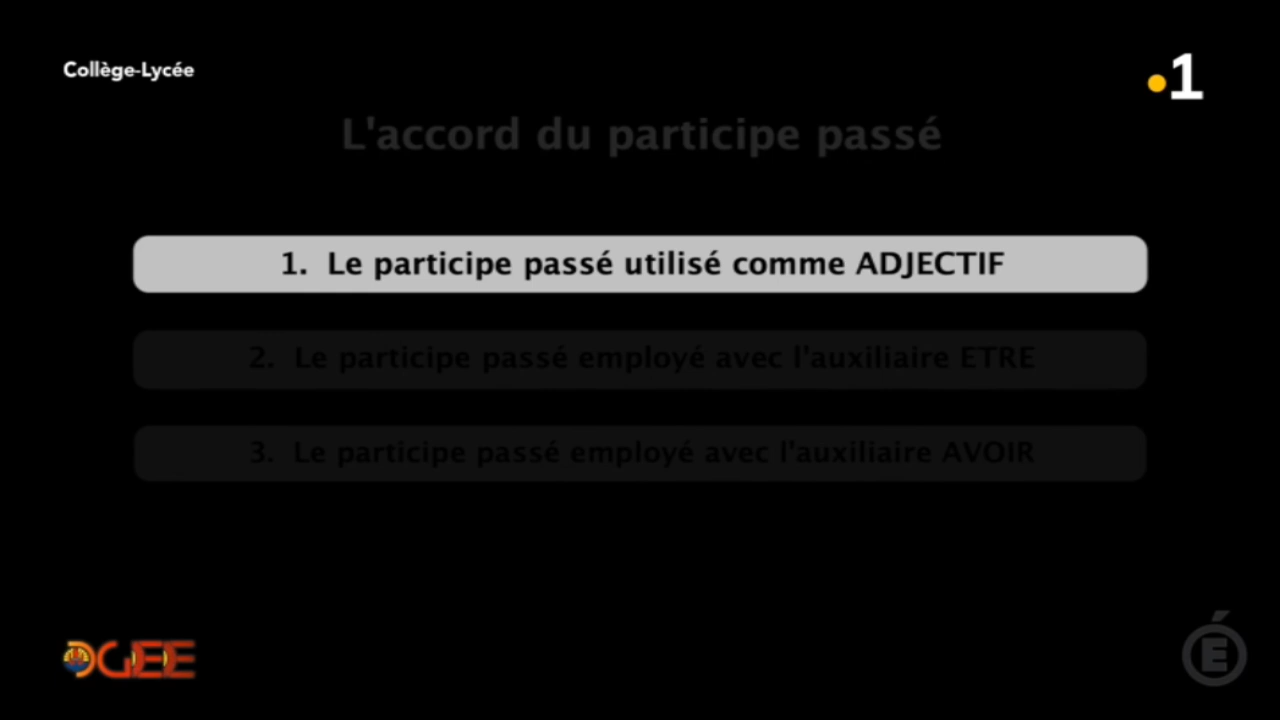 Collège-Lycée
1
L'accord du participe passé
1. Le participe passé utilisé comme ADJECTIF
2. Le participe passé employé avec l'auxiliaire ETRE
3. Le participe passé employé avec l'auxiliaire AVOIR
DGEE
É